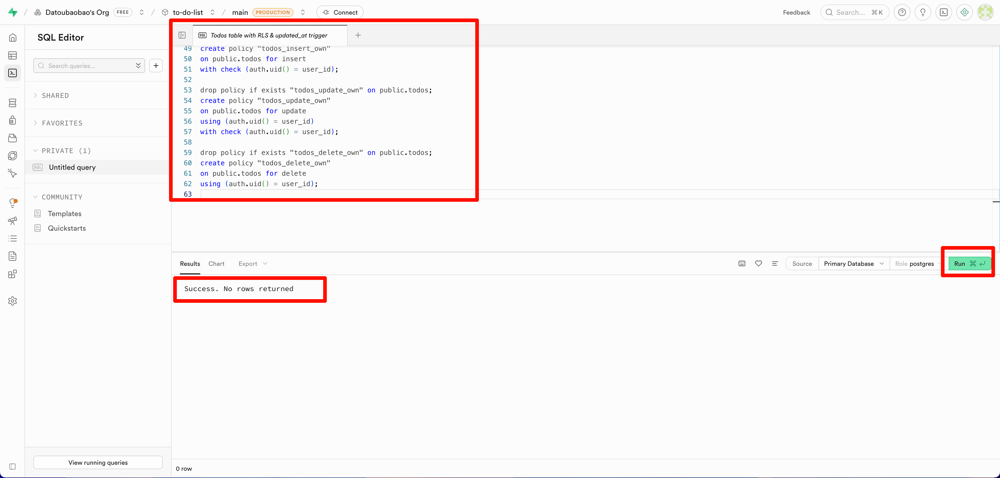 Datoubaobao's Org FREE to-do-list main PRODUCTION Connect Feedback Search... ⌘K
SQL Editor
Search queries...
SHARED
FAVORITES
PRIVATE (1)
SQL Untitled query
COMMUNITY
Templates
Quickstarts
View running queries
SQL Todos table with RLS & updated_at trigger
49 create policy "todos_insert_own"
50 on public.todos for insert
51 with check (auth.uid() = user_id);
52
53 drop policy if exists "todos_update_own" on public.todos;
54 create policy "todos_update_own"
55 on public.todos for update
56 using (auth.uid() = user_id)
57 with check (auth.uid() = user_id);
58
59 drop policy if exists "todos_delete_own" on public.todos;
60 create policy "todos_delete_own"
61 on public.todos for delete
62 using (auth.uid() = user_id);
63
Results Chart Export Source Primary Database Role postgres Run ⌘ ↵
Success. No rows returned
0 row